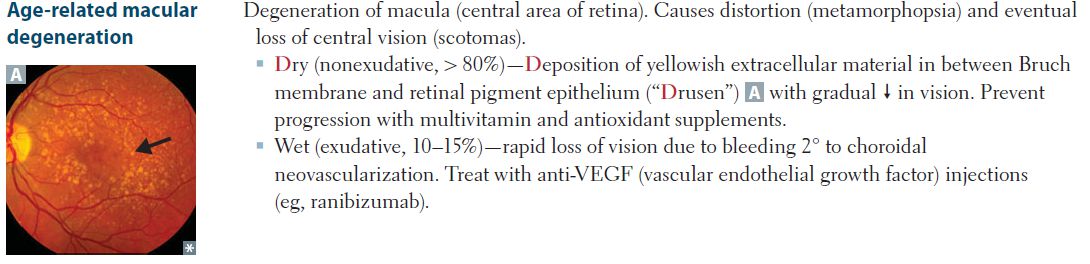 Age-related macular
degeneration
A
*
Degeneration of macula (central area of retina). Causes distortion (metamorphopsia) and eventual
loss of central vision (scotomas).
▪ Dry (nonexudative, > 80%)—Deposition of yellowish extracellular material in between Bruch
membrane and retinal pigment epithelium (“Drusen”) A with gradual ↓ in vision. Prevent
progression with multivitamin and antioxidant supplements.
▪ Wet (exudative, 10–15%)—rapid loss of vision due to bleeding 2° to choroidal
neovascularization. Treat with anti-VEGF (vascular endothelial growth factor) injections
(eg, ranibizumab).